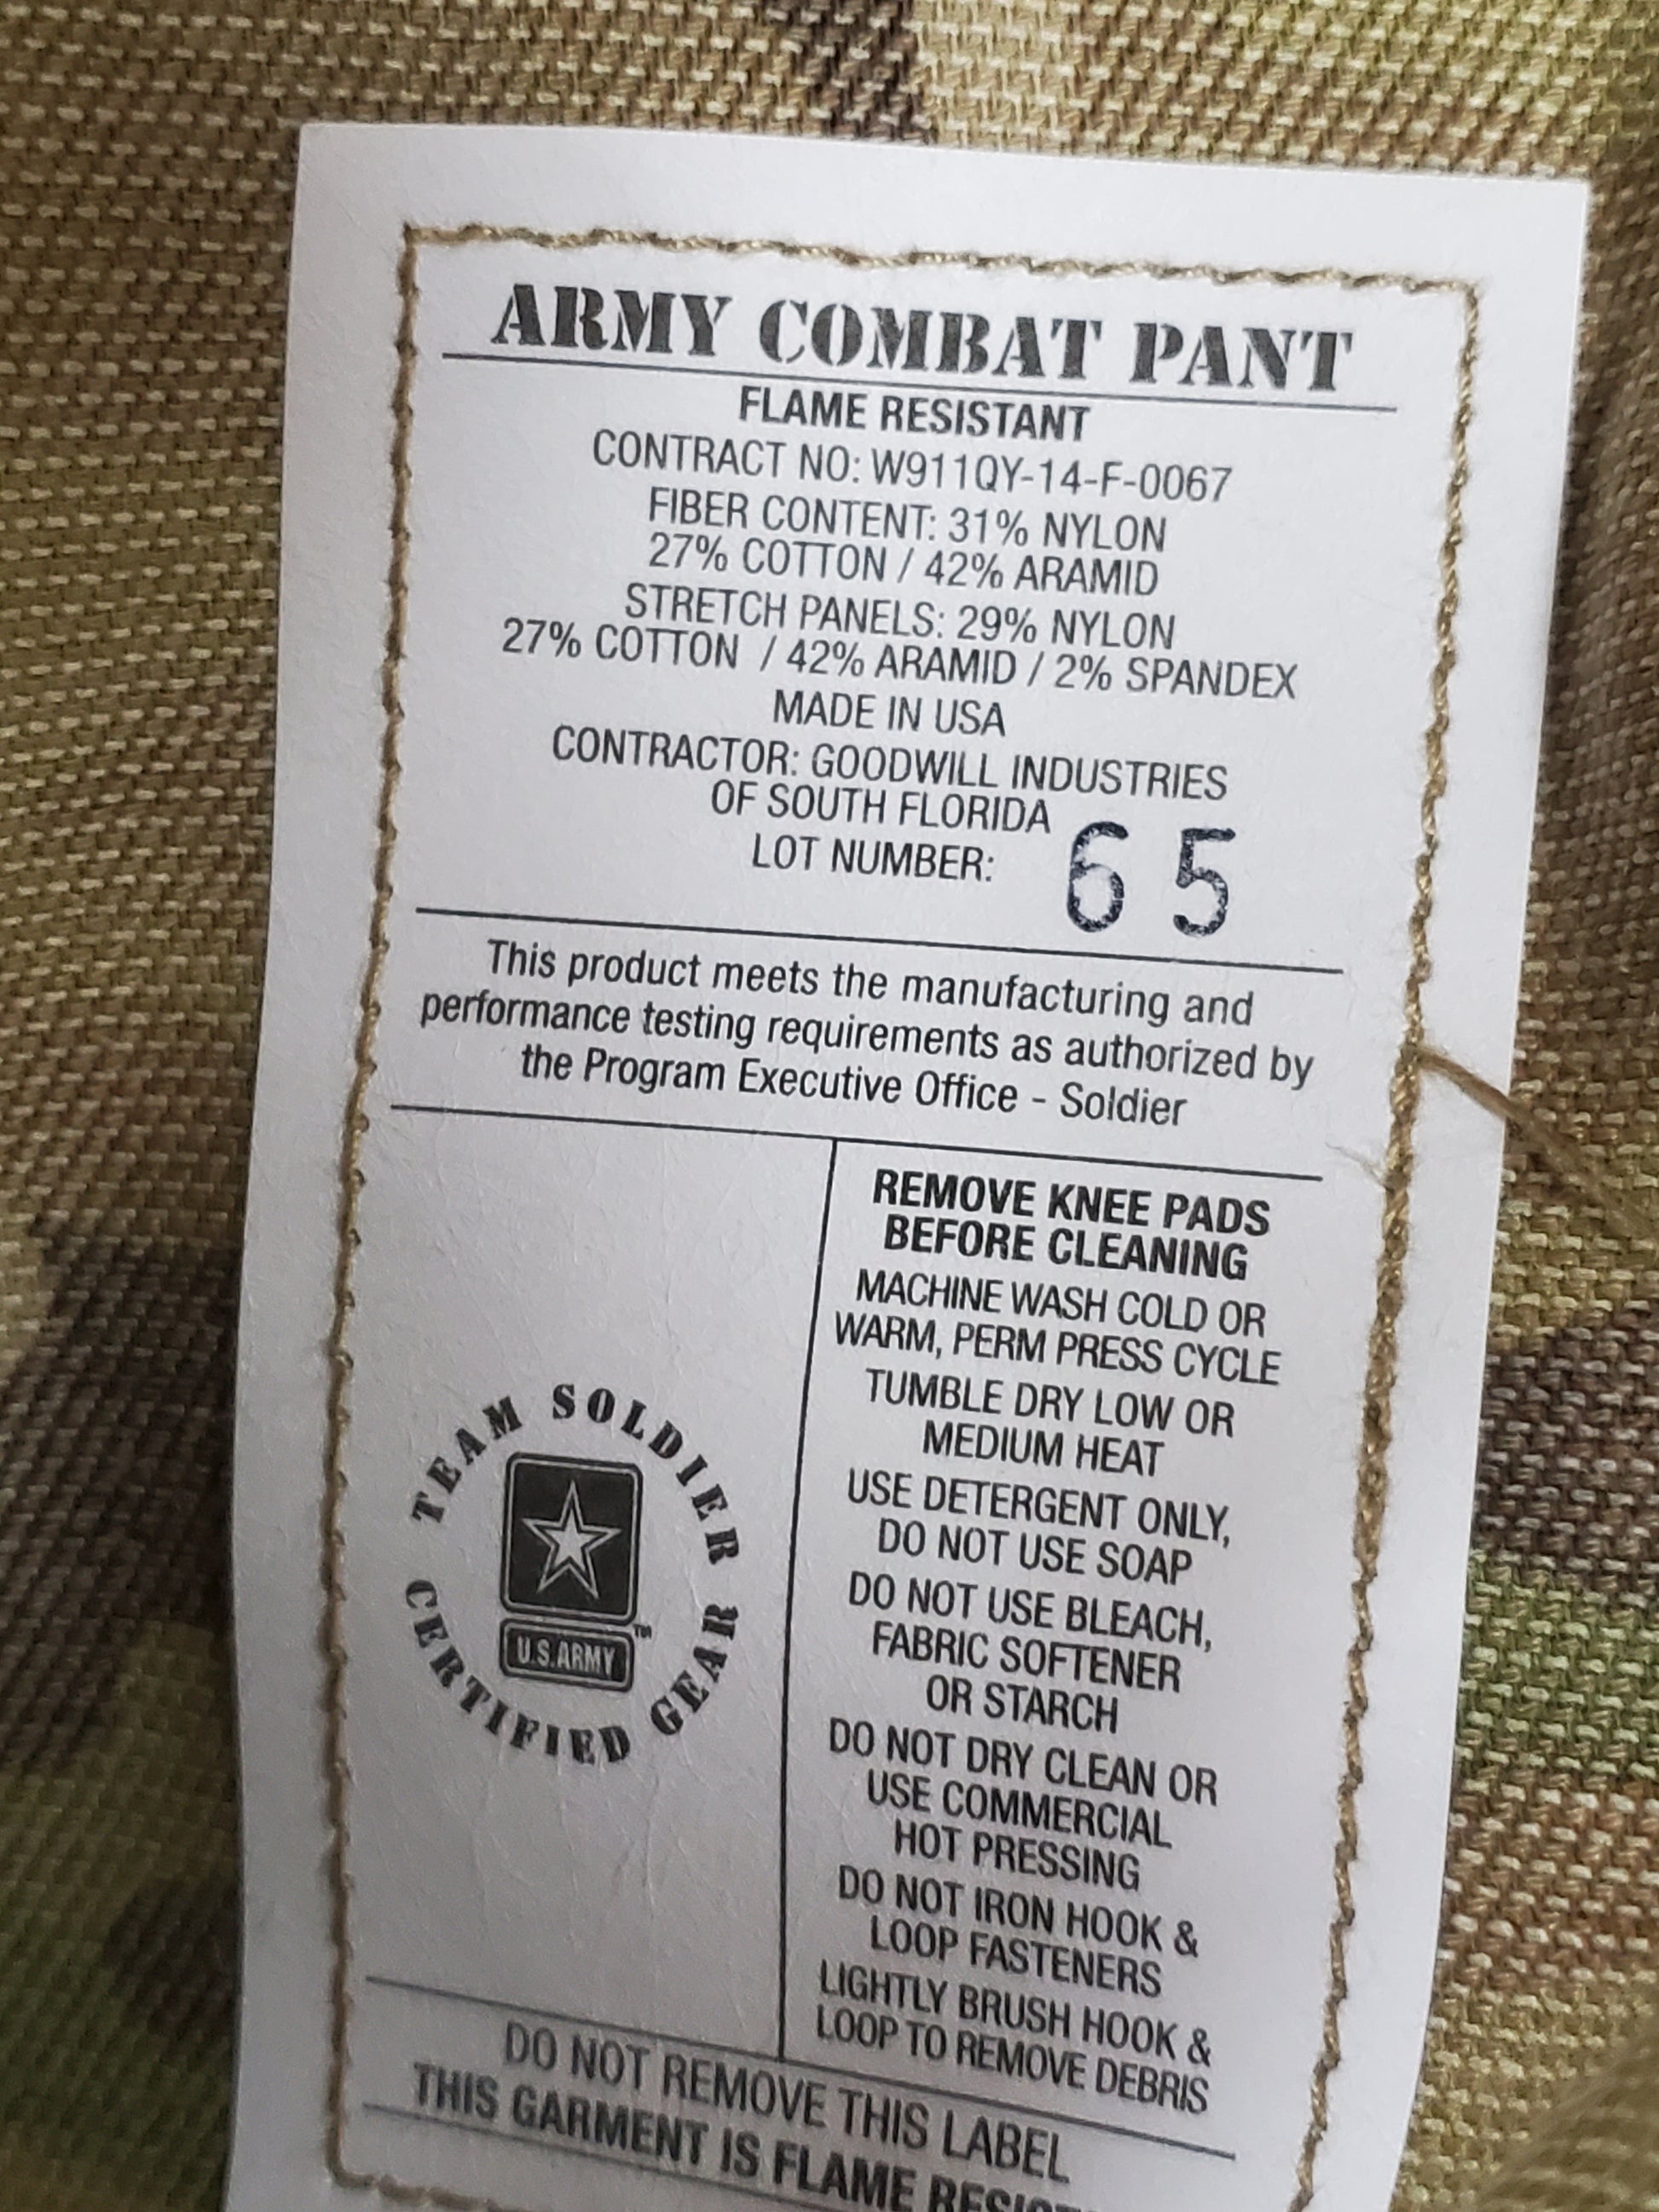 ARMY COMBAT PANT
FLAME RESISTANT
CONTRACT NO: W911QY-14-F-0067
FIBER CONTENT: 31% NYLON
27% COTTON / 42% ARAMID
STRETCH PANELS: 29% NYLON
27% COTTON / 42% ARAMID / 2% SPANDEX
MADE IN USA
CONTRACTOR: GOODWILL INDUSTRIES
OF SOUTH FLORIDA
LOT NUMBER: 65
This product meets the manufacturing and
performance testing requirements as authorized by
the Program Executive Office - Soldier
TEAM SOLDIER
CERTIFIED GEAR
U.S.ARMY™
REMOVE KNEE PADS
BEFORE CLEANING
MACHINE WASH COLD OR
WARM, PERM PRESS CYCLE
TUMBLE DRY LOW OR
MEDIUM HEAT
USE DETERGENT ONLY,
DO NOT USE SOAP
DO NOT USE BLEACH,
FABRIC SOFTENER
OR STARCH
DO NOT DRY CLEAN OR
USE COMMERCIAL
HOT PRESSING
DO NOT IRON HOOK &
LOOP FASTENERS
LIGHTLY BRUSH HOOK &
LOOP TO REMOVE DEBRIS
DO NOT REMOVE THIS LABEL
THIS GARMENT IS FLAME